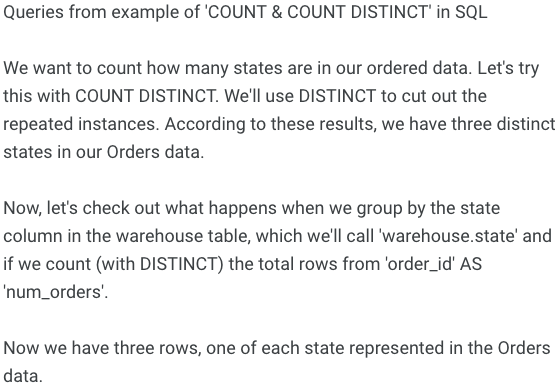 Queries from example of 'COUNT & COUNT DISTINCT' in SQL
We want to count how many states are in our ordered data. Let's try
this with COUNT DISTINCT. We'll use DISTINCT to cut out the
repeated instances. According to these results, we have three distinct
states in our Orders data.
Now, let's check out what happens when we group by the state
column in the warehouse table, which we'll call 'warehouse.state' and
if we count (with DISTINCT) the total rows from 'order_id' AS
'num_orders'.
Now we have three rows, one of each state represented in the Orders
data.